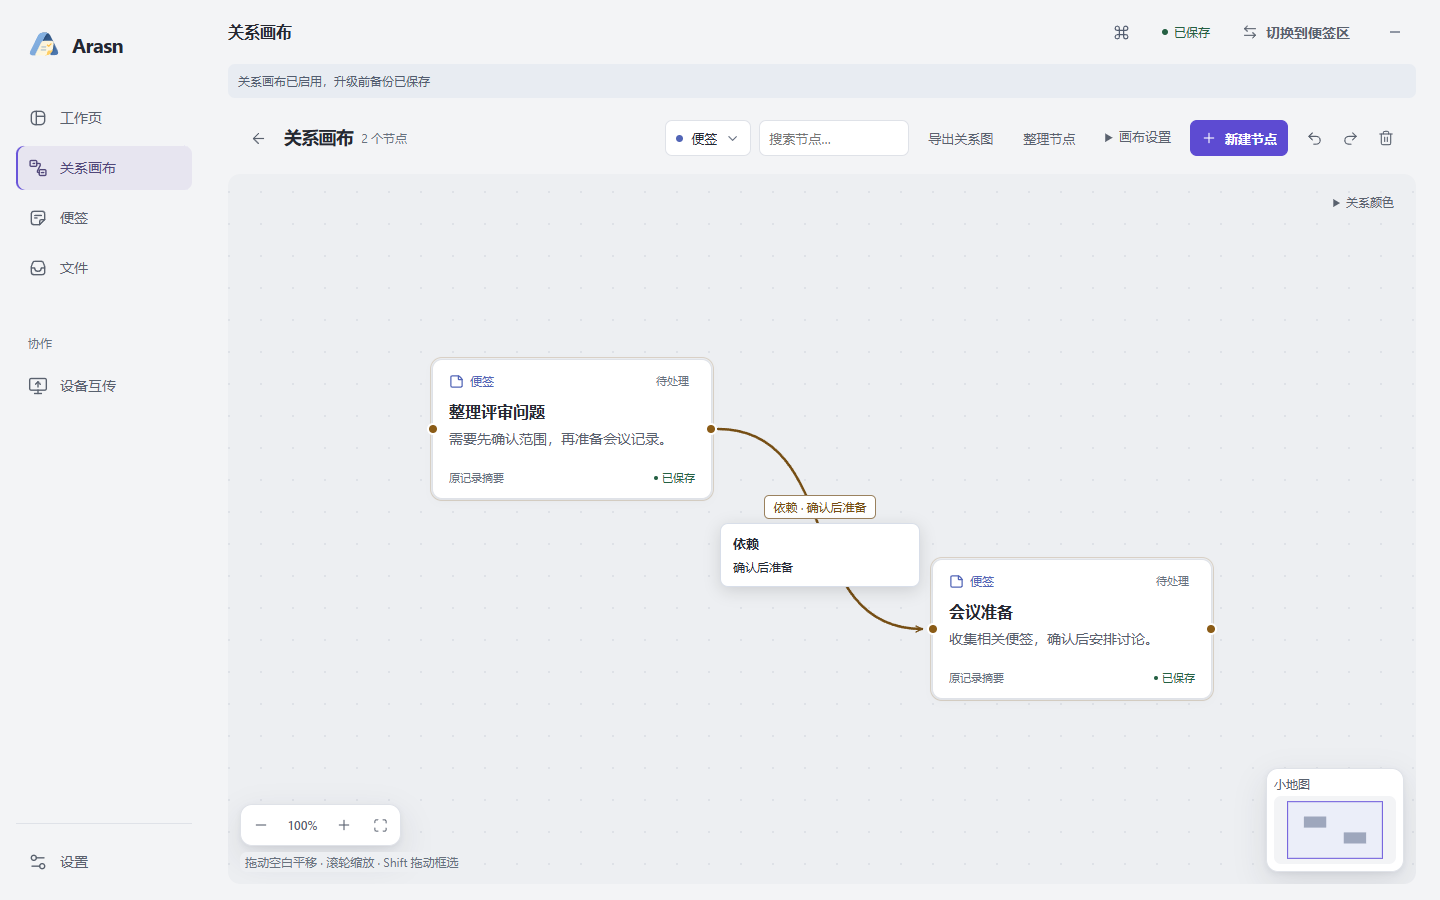 Arasn
工作页
关系画布
便签
文件
协作
设备互传
设置
关系画布
已保存
切换到便签区
关系画布已启用，升级前备份已保存
关系画布 2 个节点
便签
搜索节点...
导出关系图
整理节点
画布设置
新建节点
关系颜色
便签
待处理
整理评审问题
需要先确认范围，再准备会议记录。
原记录摘要
已保存
依赖 · 确认后准备
依赖
确认后准备
便签
待处理
会议准备
收集相关便签，确认后安排讨论。
原记录摘要
已保存
小地图
100%
拖动空白平移 · 滚轮缩放 · Shift 拖动框选